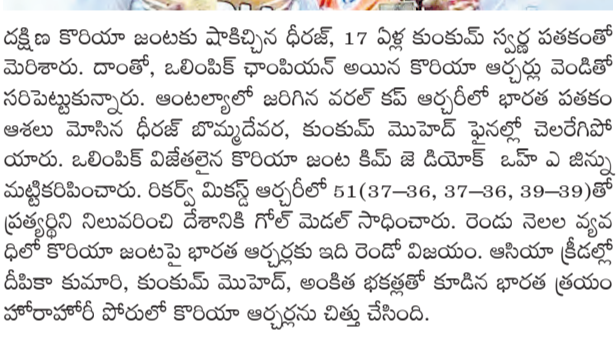 దక్షిణ కొరియా జంటకు షాకిచ్చిన ధీరజ్, 17 ఏళ్ల కుంకుమ్ స్వర్ణ పతకంతో
మెరిశారు. దాంతో, ఒలింపిక్ ఛాంపియన్ అయిన కొరియా ఆర్చర్లు వెండితో
సరిపెట్టుకున్నారు. ఆంటల్యాలో జరిగిన వరల్ కప్ ఆర్చరీలో భారత పతకం
ఆశలు మోసిన ధీరజ్ బొమ్మదేవర, కుంకుమ్ మొహెద్ ఫైనల్లో చెలరేగిపో
యారు. ఒలింపిక్ విజేతలైన కొరియా జంట కిమ్ జె డియోక్ ఒహ్ ఎ జిన్ను
మట్టికరిపించారు. రికర్వ్ మికస్డ్ ఆర్చరీలో 51(37–36, 37–36, 39–39)తో
ప్రత్యర్థిని నిలువరించి దేశానికి గోల్ మెడల్ సాధించారు. రెండు నెలల వ్యవ
ధిలో కొరియా జంటపై భారత ఆర్చర్లకు ఇది రెండో విజయం. ఆసియా క్రీడల్లో
దీపికా కుమారి, కుంకుమ్ మొహెద్, అంకిత భకత్లతో కూడిన భారత త్రయం
హోరాహోరీ పోరులో కొరియా ఆర్చర్లను చిత్తు చేసింది.